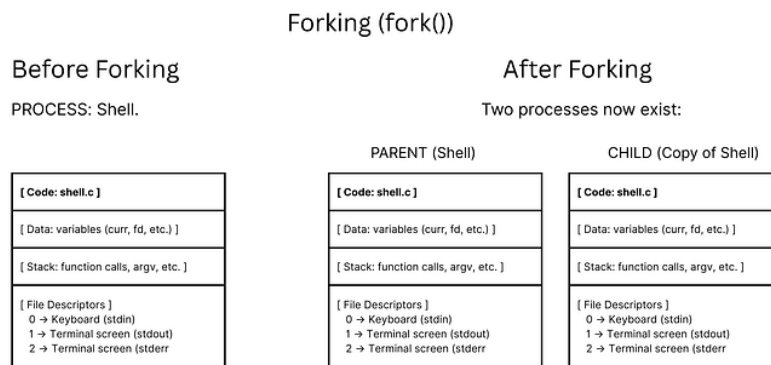 Forking (fork())
Before Forking
PROCESS: Shell.
[ Code: shell.c ]
[ Data: variables (curr, fd, etc.) ]
[ Stack: function calls, argv, etc. ]
[ File Descriptors ]
0 → Keyboard (stdin)
1 → Terminal screen (stdout)
2 → Terminal screen (stderr
After Forking
Two processes now exist:
PARENT (Shell)
[ Code: shell.c ]
[ Data: variables (curr, fd, etc.) ]
[ Stack: function calls, argv, etc. ]
[ File Descriptors ]
0 → Keyboard (stdin)
1 → Terminal screen (stdout)
2 → Terminal screen (stderr
CHILD (Copy of Shell)
[ Code: shell.c ]
[ Data: variables (curr, fd, etc.) ]
[ Stack: function calls, argv, etc. ]
[ File Descriptors ]
0 → Keyboard (stdin)
1 → Terminal screen (stdout)
2 → Terminal screen (stderr